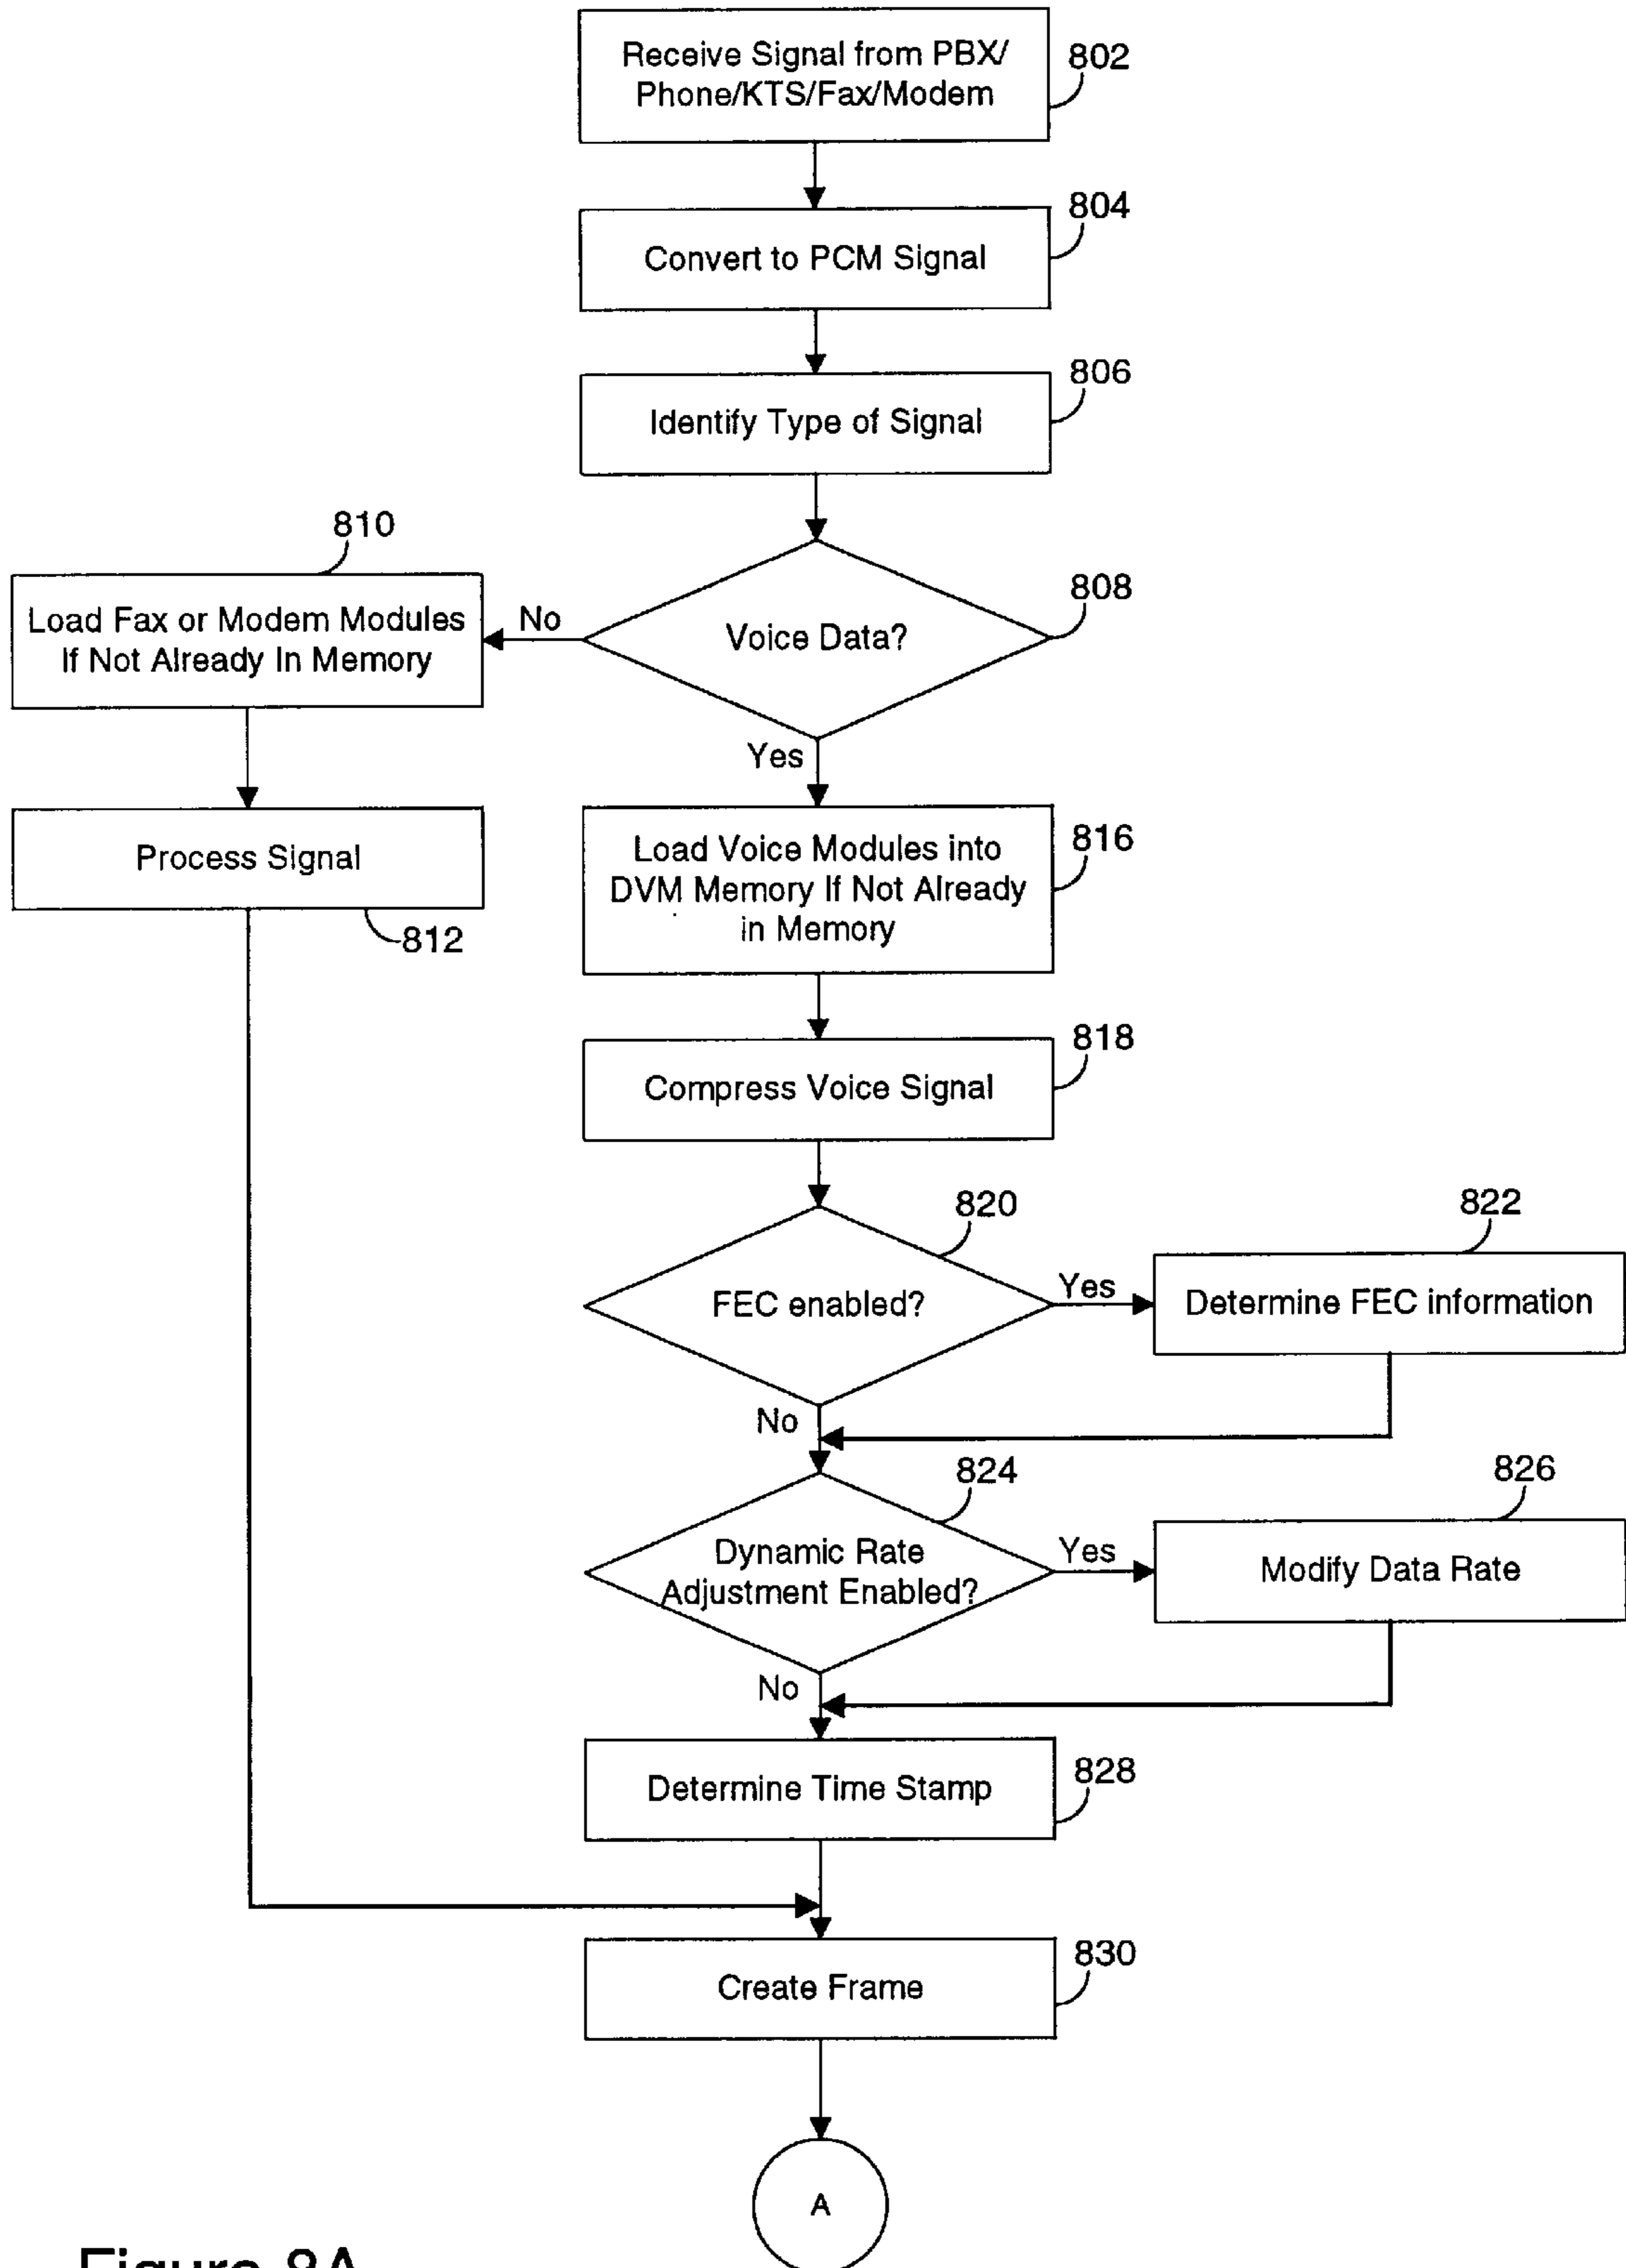 Receive Signal from PBX/
Phone/KTS/Fax/Modem
802
Convert to PCM Signal
804
Identify Type of Signal
806
Voice Data?
808
No
Yes
810
Load Fax or Modem Modules
If Not Already In Memory
Process Signal
812
Load Voice Modules into
DVM Memory If Not Already
in Memory
816
Compress Voice Signal
818
FEC enabled?
820
Yes
No
822
Determine FEC information
Dynamic Rate
Adjustment Enabled?
824
Yes
No
826
Modify Data Rate
Determine Time Stamp
828
Create Frame
830
A
Figure 8A